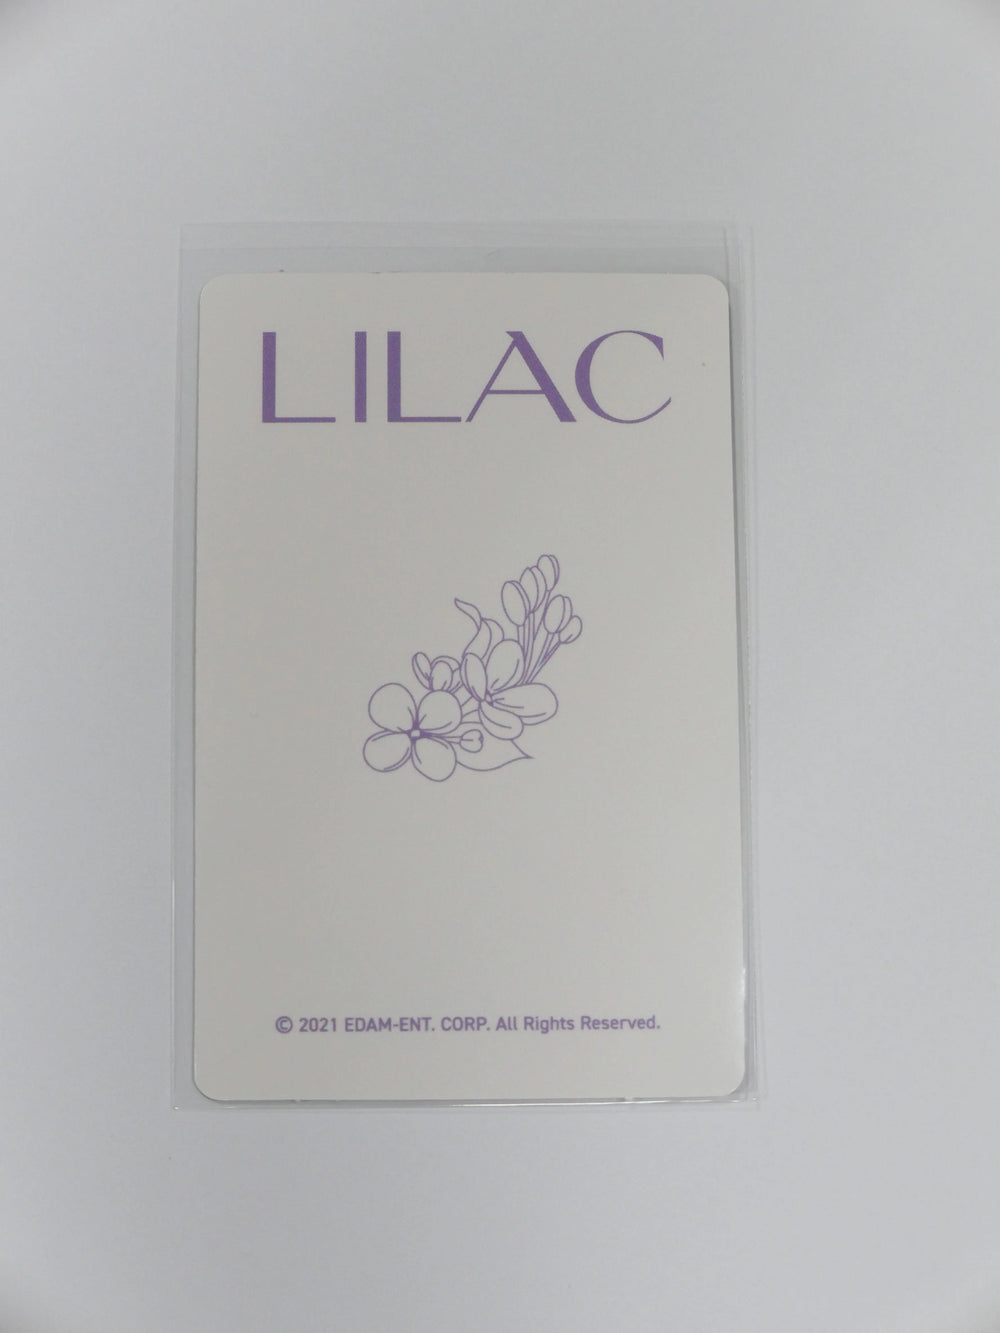 LILAC
© 2021 EDAM-ENT. CORP. All Rights Reserved.